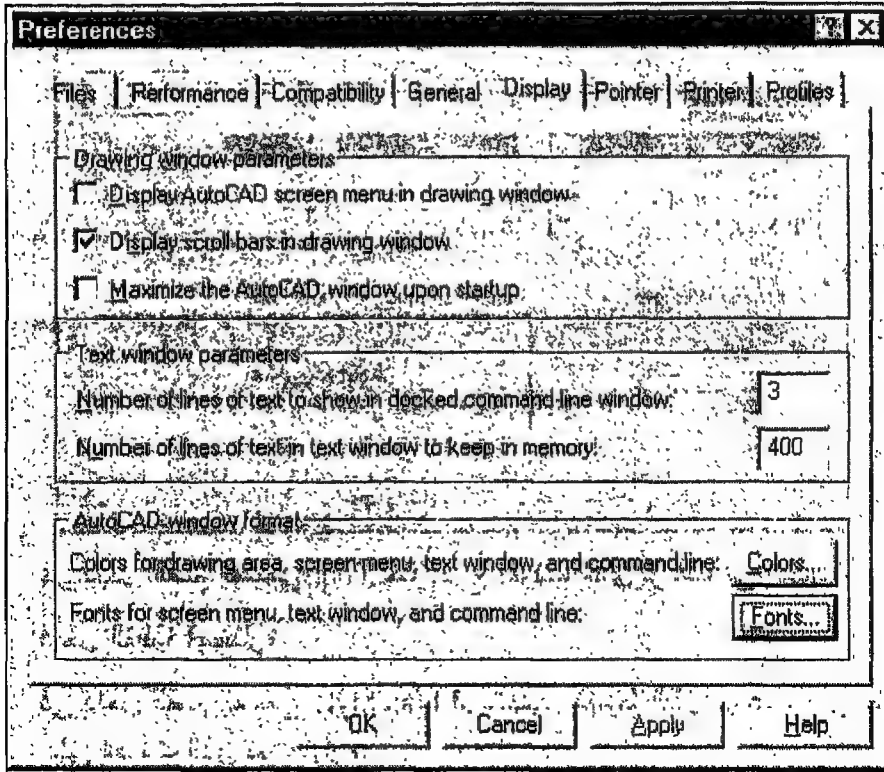 Preferences ? X
Files Performance Compatibility General Display Pointer Printer Profiles
Drawing window parameters
Display AutoCAD screen menu in drawing window
Display scroll bars in drawing window
Maximize the AutoCAD window upon startup
Text window parameters
Number of lines of text to show in docked command line window: 3
Number of lines of text in text window to keep in memory: 400
AutoCAD window format
Colors for drawing area, screen menu, text window, and command line: Colors...
Fonts for screen menu, text window, and command line: Fonts...
OK Cancel Apply Help